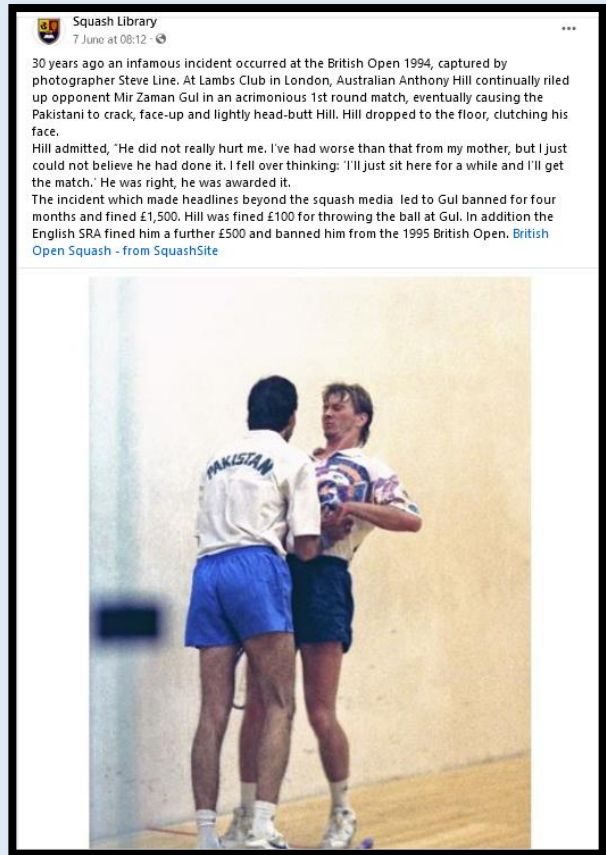 Squash Library
7 June at 08:12 ·
30 years ago an infamous incident occurred at the British Open 1994, captured by
photographer Steve Line. At Lambs Club in London, Australian Anthony Hill continually riled
up opponent Mir Zaman Gul in an acrimonious 1st round match, eventually causing the
Pakistani to crack, face-up and lightly head-butt Hill. Hill dropped to the floor, clutching his
face.
Hill admitted, "He did not really hurt me. I've had worse than that from my mother, but I just
could not believe he had done it. I fell over thinking: 'I'll just sit here for a while and I'll get
the match.' He was right, he was awarded it.
The incident which made headlines beyond the squash media led to Gul banned for four
months and fined £1,500. Hill was fined £100 for throwing the ball at Gul. In addition the
English SRA fined him a further £500 and banned him from the 1995 British Open. British
Open Squash - from SquashSite
PAKISTAN